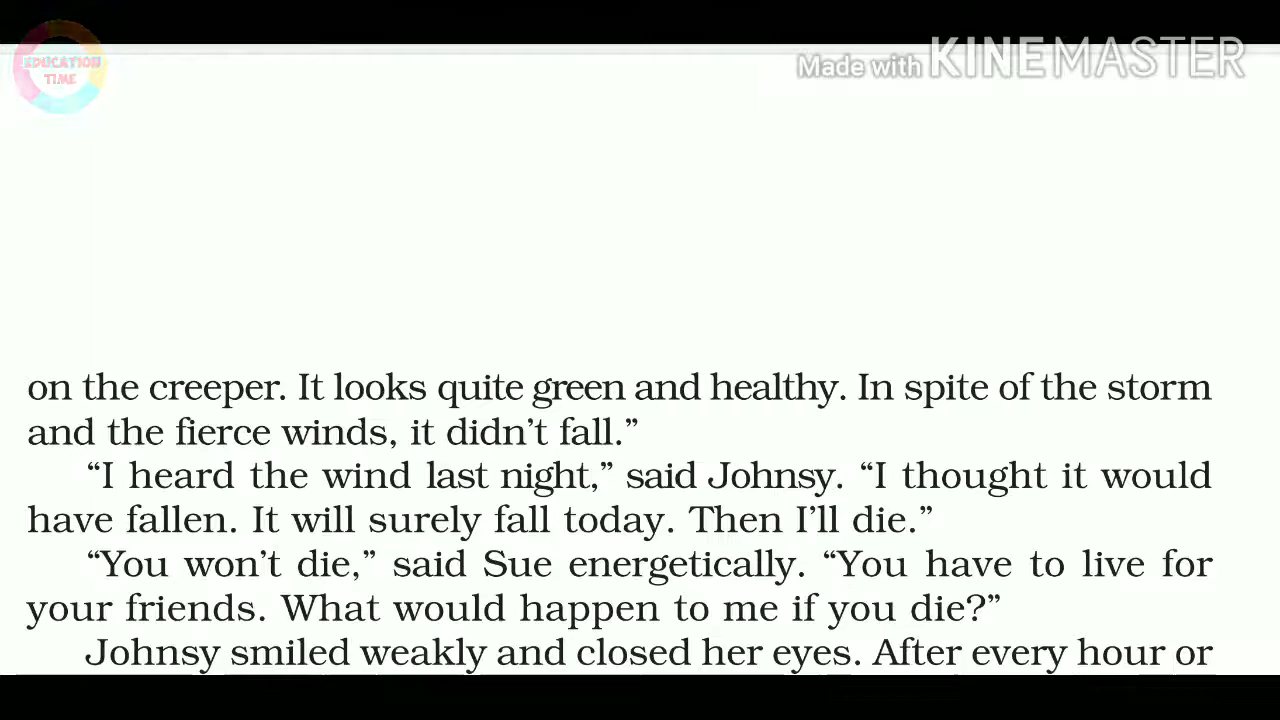 EDUCATION
TIME
Made with KINEMASTER
on the creeper. It looks quite green and healthy. In spite of the storm
and the fierce winds, it didn’t fall.”
“I heard the wind last night,” said Johnsy. “I thought it would
have fallen. It will surely fall today. Then I’ll die.”
“You won’t die,” said Sue energetically. “You have to live for
your friends. What would happen to me if you die?”
Johnsy smiled weakly and closed her eyes. After every hour or